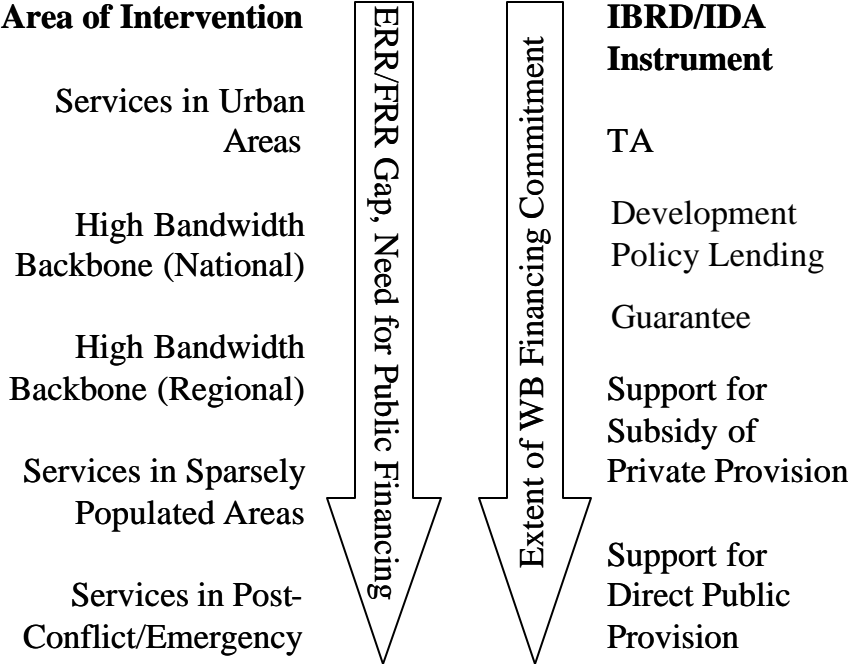 Area of Intervention
Services in Urban
Areas
High Bandwidth
Backbone (National)
High Bandwidth
Backbone (Regional)
Services in Sparsely
Populated Areas
Services in Post-
Conflict/Emergency
ERR/FRR Gap, Need for Public Financing
Extent of WB Financing Commitment
IBRD/IDA
Instrument
TA
Development
Policy Lending
Guarantee
Support for
Subsidy of
Private Provision
Support for
Direct Public
Provision